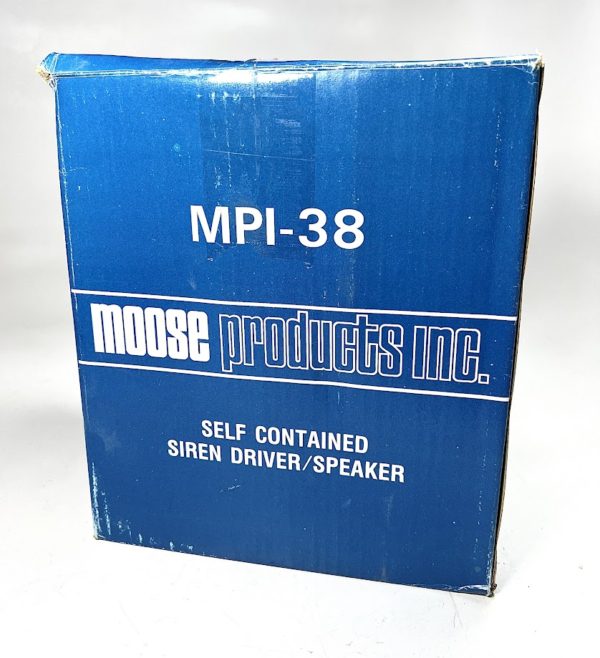 MPI-38
moose products inc.
SELF CONTAINED
SIREN DRIVER/SPEAKER